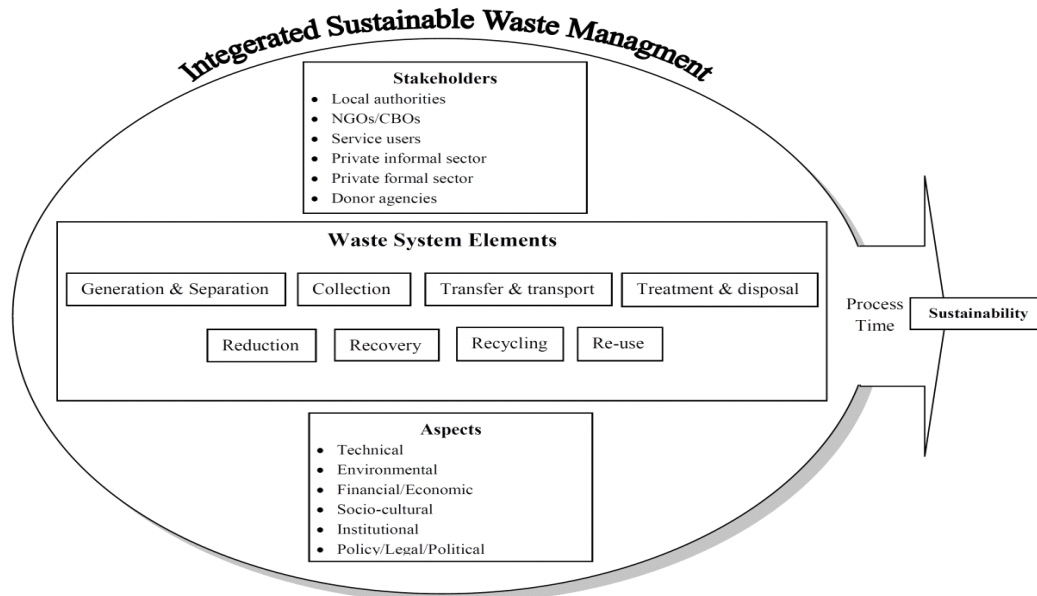 Integerated Sustainable Waste Managment
Stakeholders
• Local authorities
• NGOs/CBOs
• Service users
• Private informal sector
• Private formal sector
• Donor agencies
Waste System Elements
Generation & Separation
Collection
Transfer & transport
Treatment & disposal
Reduction
Recovery
Recycling
Re-use
Process
Time
Sustainability
Aspects
• Technical
• Environmental
• Financial/Economic
• Socio-cultural
• Institutional
• Policy/Legal/Political